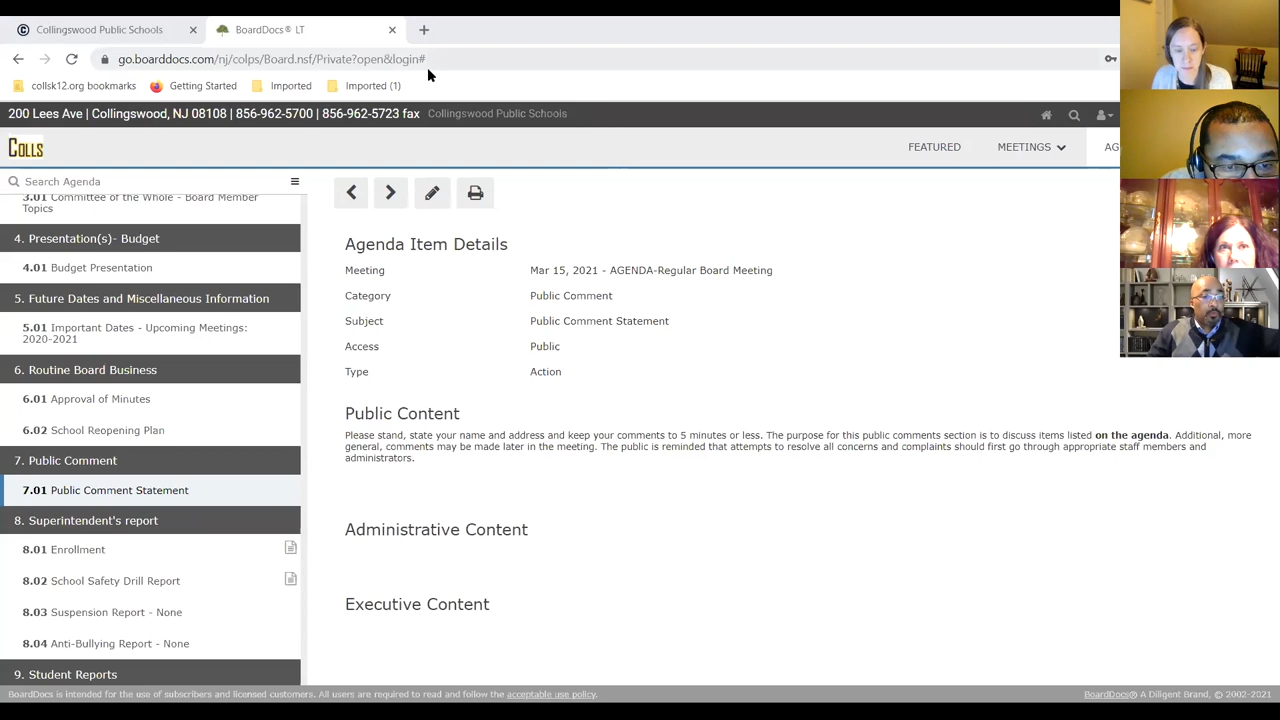 Collingswood Public Schools
BoardDocs® LT
go.boarddocs.com/nj/colps/Board.nsf/Private?open&login#
collsk12.org bookmarks
Getting Started
Imported
Imported (1)
200 Lees Ave | Collingswood, NJ 08108 | 856-962-5700 | 856-962-5723 fax
Collingswood Public Schools
COLLS
FEATURED
MEETINGS
AG
Search Agenda
3.01 Committee of the Whole - Board Member
Topics
4. Presentation(s)- Budget
4.01 Budget Presentation
5. Future Dates and Miscellaneous Information
5.01 Important Dates - Upcoming Meetings:
2020-2021
6. Routine Board Business
6.01 Approval of Minutes
6.02 School Reopening Plan
7. Public Comment
7.01 Public Comment Statement
8. Superintendent's report
8.01 Enrollment
8.02 School Safety Drill Report
8.03 Suspension Report - None
8.04 Anti-Bullying Report - None
9. Student Reports
Agenda Item Details
Meeting Mar 15, 2021 - AGENDA-Regular Board Meeting
Category Public Comment
Subject Public Comment Statement
Access Public
Type Action
Public Content
Please stand, state your name and address and keep your comments to 5 minutes or less. The purpose for this public comments section is to discuss items listed on the agenda. Additional, more
general, comments may be made later in the meeting. The public is reminded that attempts to resolve all concerns and complaints should first go through appropriate staff members and
administrators.
Administrative Content
Executive Content
BoardDocs is intended for the use of subscribers and licensed customers. All users are required to read and follow the acceptable use policy.
BoardDocs® A Diligent Brand, © 2002-2021